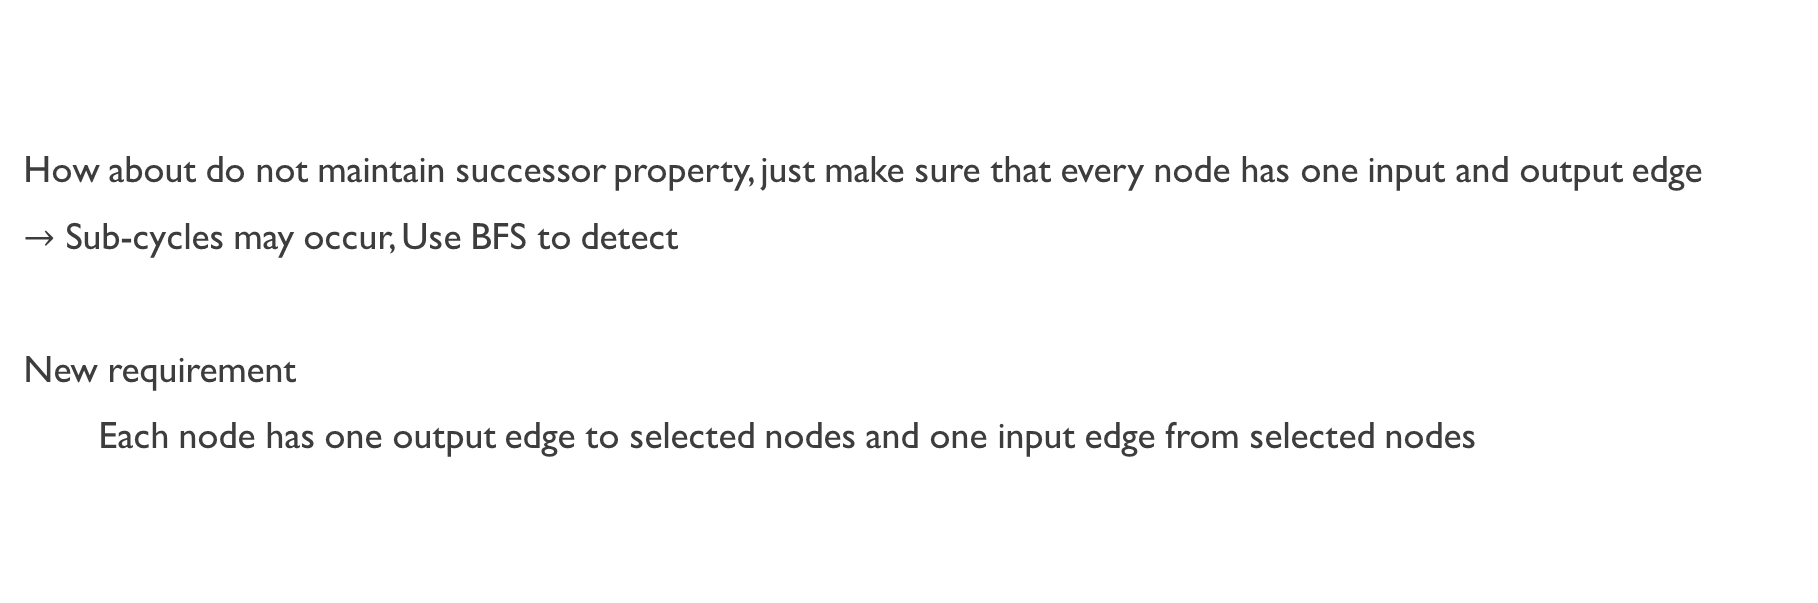 How about do not maintain successor property, just make sure that every node has one input and output edge
→ Sub-cycles may occur, Use BFS to detect
New requirement
Each node has one output edge to selected nodes and one input edge from selected nodes